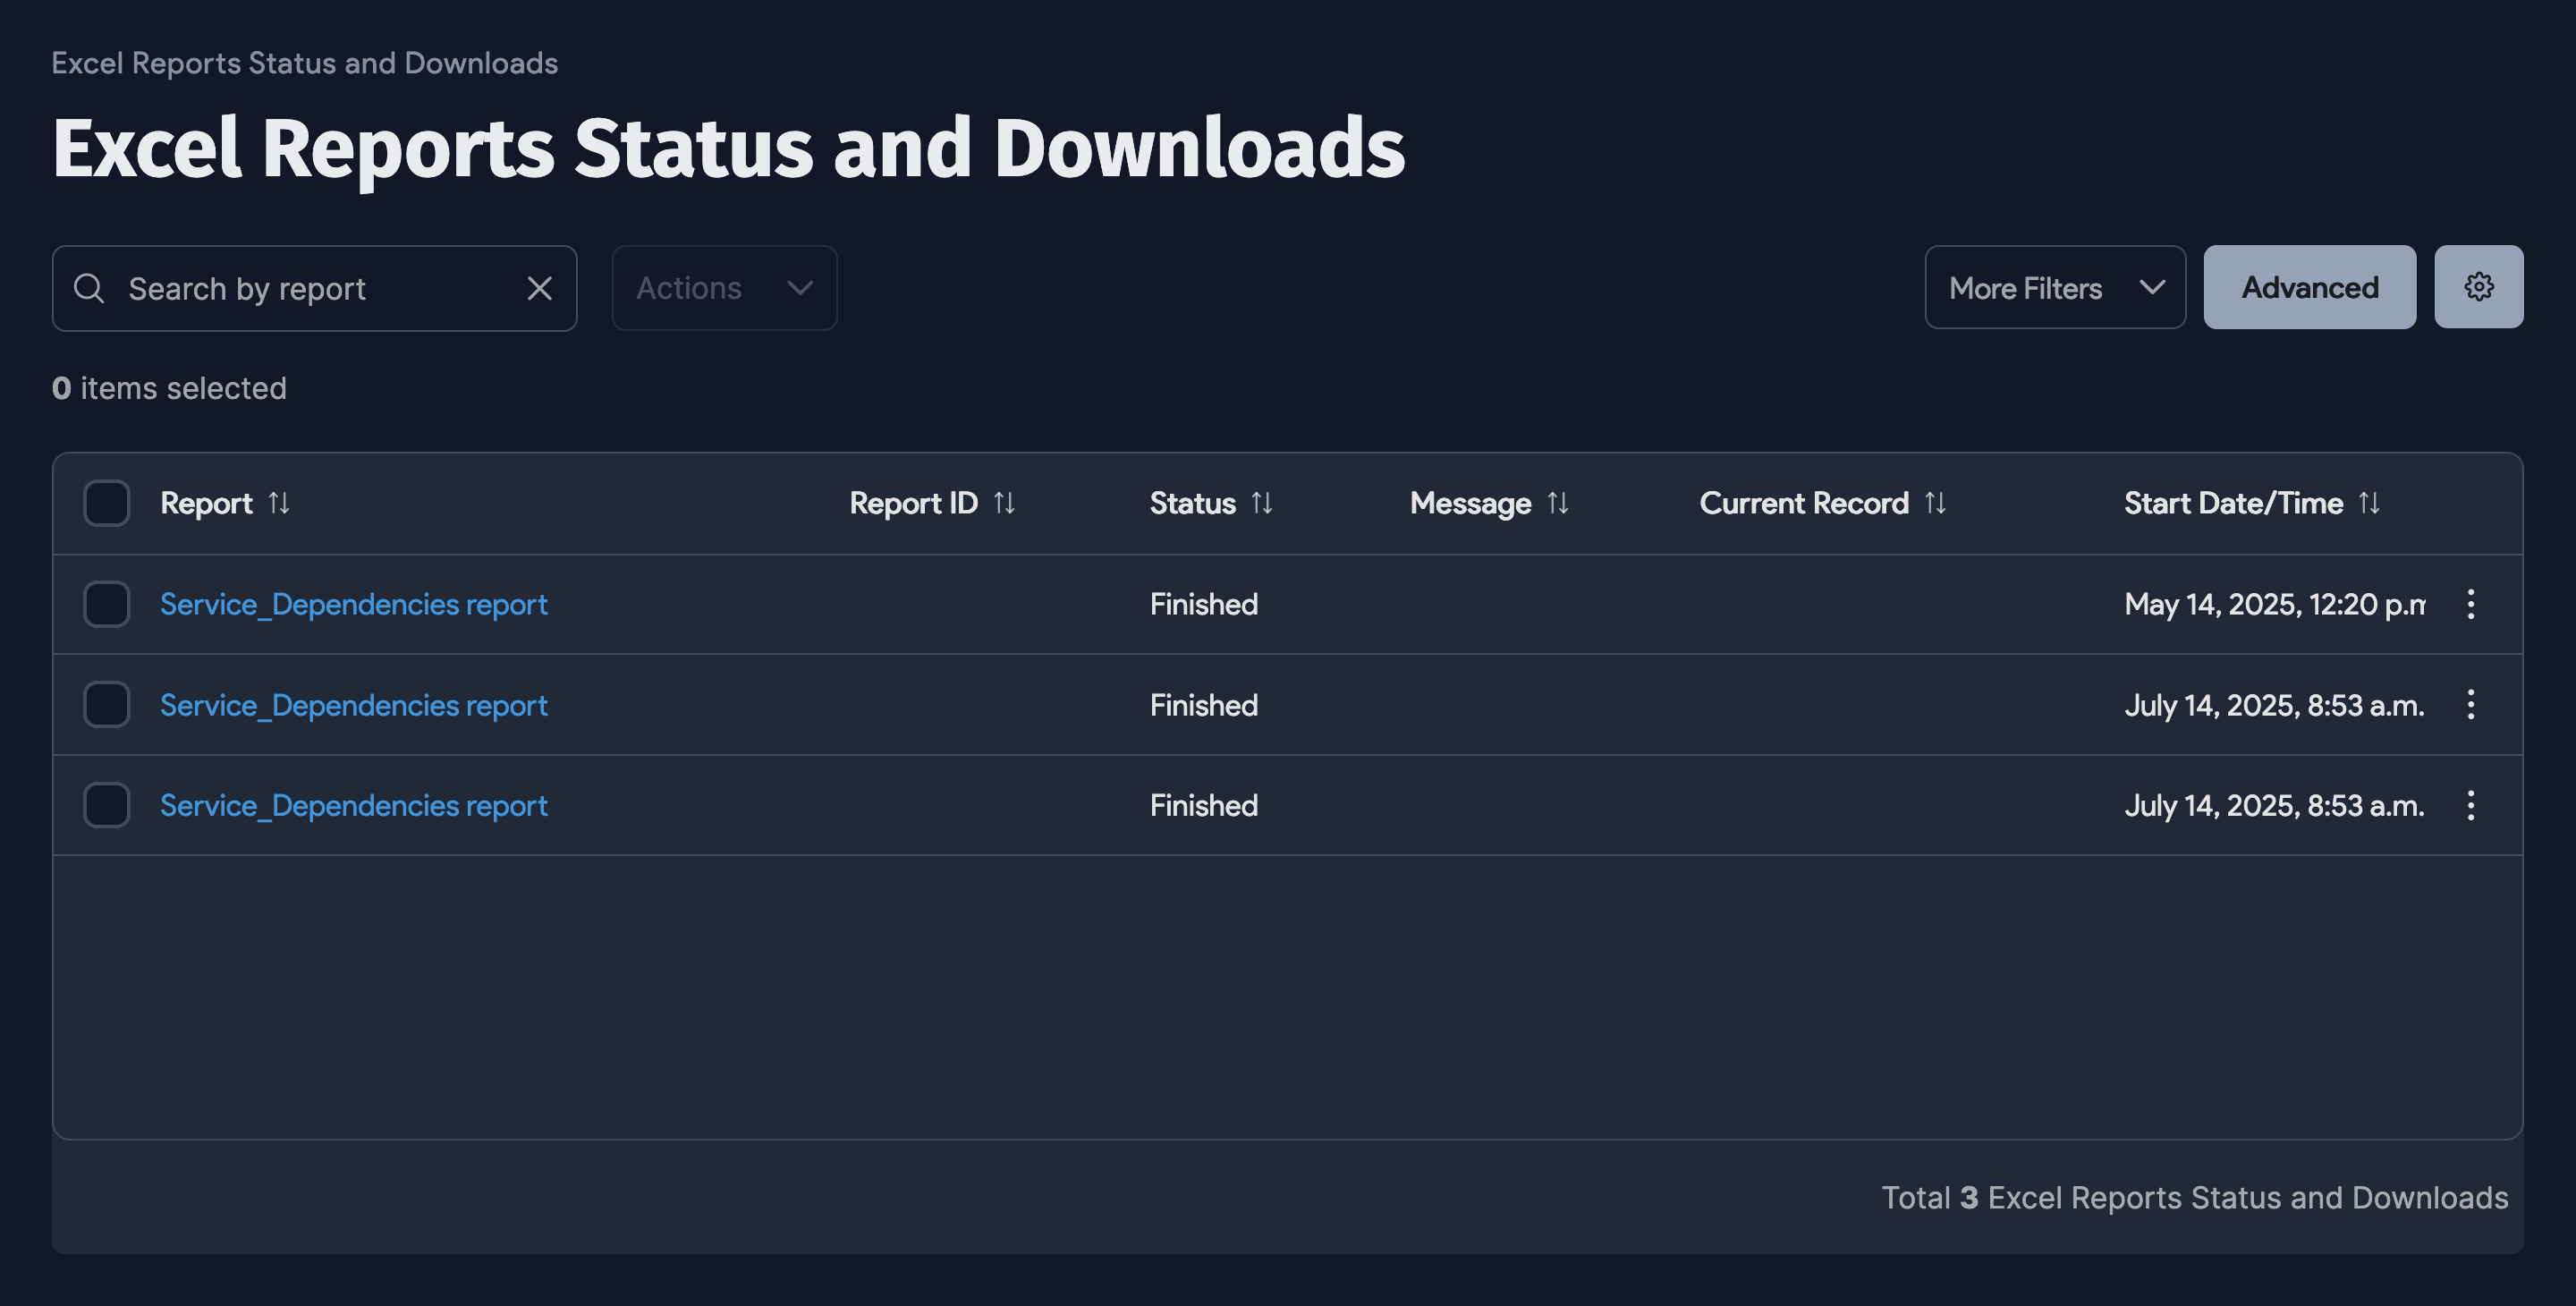 Excel Reports Status and Downloads
Excel Reports Status and Downloads
Search by report
Actions
More Filters
Advanced
0 items selected
Report Report ID Status Message Current Record Start Date/Time
Service_Dependencies report Finished May 14, 2025, 12:20 p.m
Service_Dependencies report Finished July 14, 2025, 8:53 a.m.
Service_Dependencies report Finished July 14, 2025, 8:53 a.m.
Total 3 Excel Reports Status and Downloads